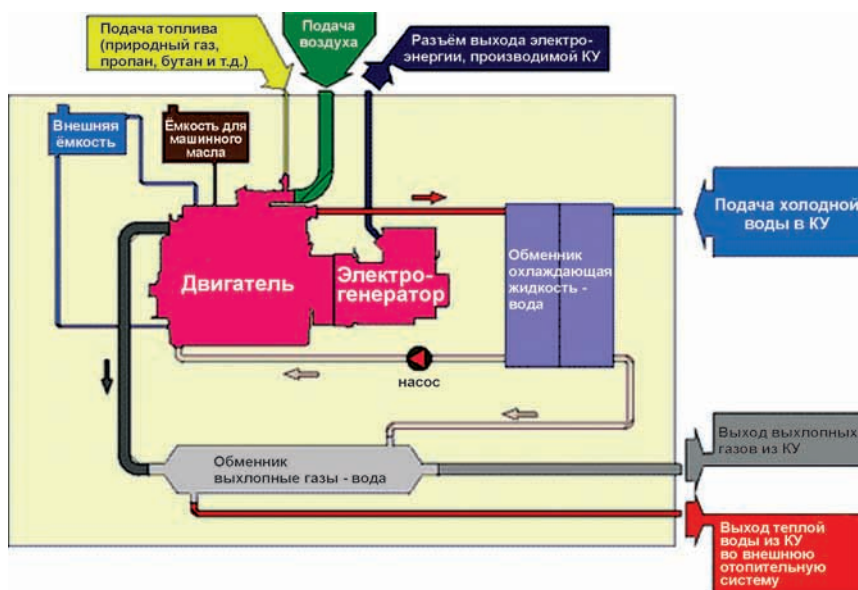 Подача топлива
(природный газ,
пропан, бутан и т.д.)
Подача
воздуха
Разъём выхода электро-
энергии, производимой КУ
Внешняя
ёмкость
Ёмкость для
машинного
масла
Подача холодной
воды в КУ
Двигатель
Электро-
генератор
Обменник
охлаждающая
жидкость -
вода
насос
Обменник
выхлопные газы - вода
Выход выхлопных
газов из КУ
Выход теплой
воды из КУ
во внешнюю
отопительную
систему